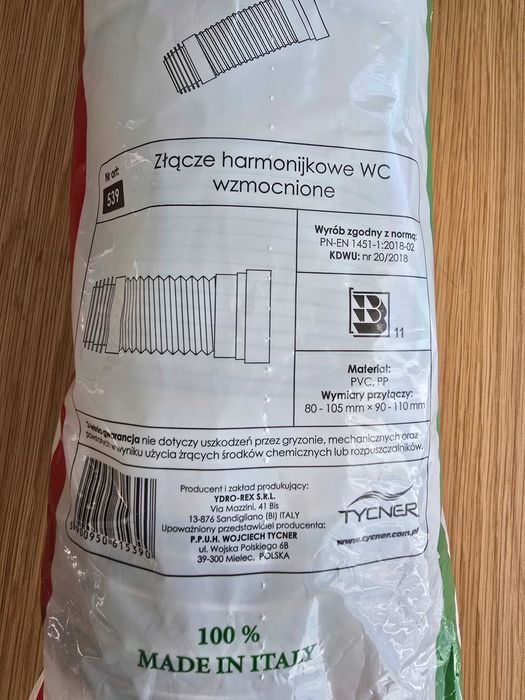 Nr art:
539
Złącze harmonijkowe WC
wzmocnione
Wyrób zgodny z normą:
PN-EN 1451-1:2018-02
KDWU: nr 20/2018
B
11
Materiał:
PVC, PP
Wymiary przyłączy:
80 - 105 mm × 90 - 110 mm
gwarancja nie dotyczy uszkodzeń przez gryzonie, mechanicznych oraz
w wyniku użycia żrących środków chemicznych lub rozpuszczalników.
Producent i zakład produkujący:
YDRO-REX S.R.L.
Via Mazzini, 41 Bis
13-876 Sandigliano (BI) ITALY
Upoważniony przedstawiciel producenta:
P.P.U.H. WOJCIECH TYCNER
ul. Wojska Polskiego 6B
39-300 Mielec, POLSKA
TYCNER
www.tycner.com.pl
5 900950 615390
100 %
MADE IN ITALY